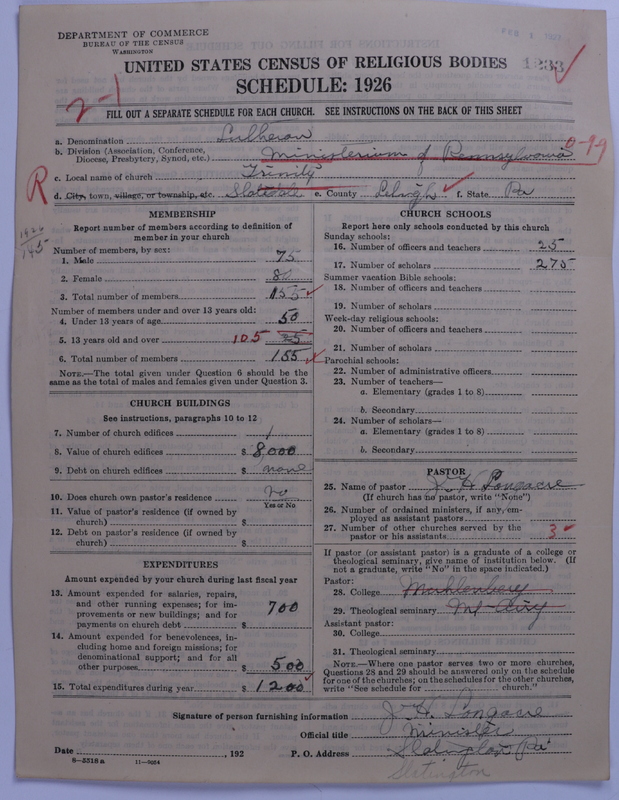 DEPARTMENT OF COMMERCE
BUREAU OF THE CENSUS
WASHINGTON
UNITED STATES CENSUS OF RELIGIOUS BODIES 1233
SCHEDULE: 1926
2-1
FILL OUT A SEPARATE SCHEDULE FOR EACH CHURCH. SEE INSTRUCTIONS ON THE BACK OF THIS SHEET
a. Denomination Lutheran
b. Division (Association, Conference,
Diocese, Presbytery, Synod, etc.) Ministerium of Pennsylvania 0-99
c. Local name of church Trinity
R d. City, town, village, or township, etc. Slatedale e. County Lehigh f. State Pa
1926
145
MEMBERSHIP
Report number of members according to definition of
member in your church
Number of members, by sex:
1. Male 75
2. Female 80
3. Total number of members 155
Number of members under and over 13 years old:
4. Under 13 years of age 50
5. 13 years old and over 105
6. Total number of members 155
NOTE.—The total given under Question 6 should be the
same as the total of males and females given under Question 3.
CHURCH BUILDINGS
See instructions, paragraphs 10 to 12
7. Number of church edifices 1
8. Value of church edifices $ 8000
9. Debt on church edifices $ none
10. Does church own pastor's residence no
Yes or No
11. Value of pastor's residence (if owned by
church) $
12. Debt on pastor's residence (if owned by
church) $
EXPENDITURES
Amount expended by your church during last fiscal year
13. Amount expended for salaries, repairs,
and other running expenses; for im-
provements or new buildings; and for
payments on church debt $ 700
14. Amount expended for benevolences, in-
cluding home and foreign missions; for
denominational support; and for all
other purposes $ 500
15. Total expenditures during year $ 1200
CHURCH SCHOOLS
Report here only schools conducted by this church
Sunday schools:
16. Number of officers and teachers 25
17. Number of scholars 275
Summer vacation Bible schools:
18. Number of officers and teachers
19. Number of scholars
Week-day religious schools:
20. Number of officers and teachers
21. Number of scholars
Parochial schools:
22. Number of administrative officers
23. Number of teachers—
a. Elementary (grades 1 to 8)
b. Secondary
24. Number of scholars—
a. Elementary (grades 1 to 8)
b. Secondary
PASTOR
25. Name of pastor J. H. Longacre
(If church has no pastor, write "None")
26. Number of ordained ministers, if any, em-
ployed as assistant pastors
27. Number of other churches served by the
pastor or his assistants 3
If pastor (or assistant pastor) is a graduate of a college or
theological seminary, give name of institution below. (If
not a graduate, write "No" in the space indicated.)
Pastor:
28. College Muhlenberg
29. Theological seminary Mt Airy
Assistant pastor:
30. College
31. Theological seminary
NOTE.—Where one pastor serves two or more churches,
Questions 28 and 29 should be answered only on the schedule
for one of the churches; on the schedules for the other churches,
write "See schedule for church."
Signature of person furnishing information J. H. Longacre
Official title Minister
Date , 192 P. O. Address Slatington Pa
Slatington
8-5318 a 11-9054